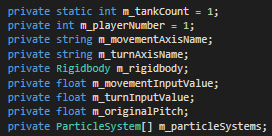 private static int m_tankCount = 1;
private int m_playerNumber = 1;
private string m_movementAxisName;
private string m_turnAxisName;
private Rigidbody m_rigidbody;
private float m_movementInputValue;
private float m_turnInputValue;
private float m_originalPitch;
private ParticleSystem[] m_particleSystems;